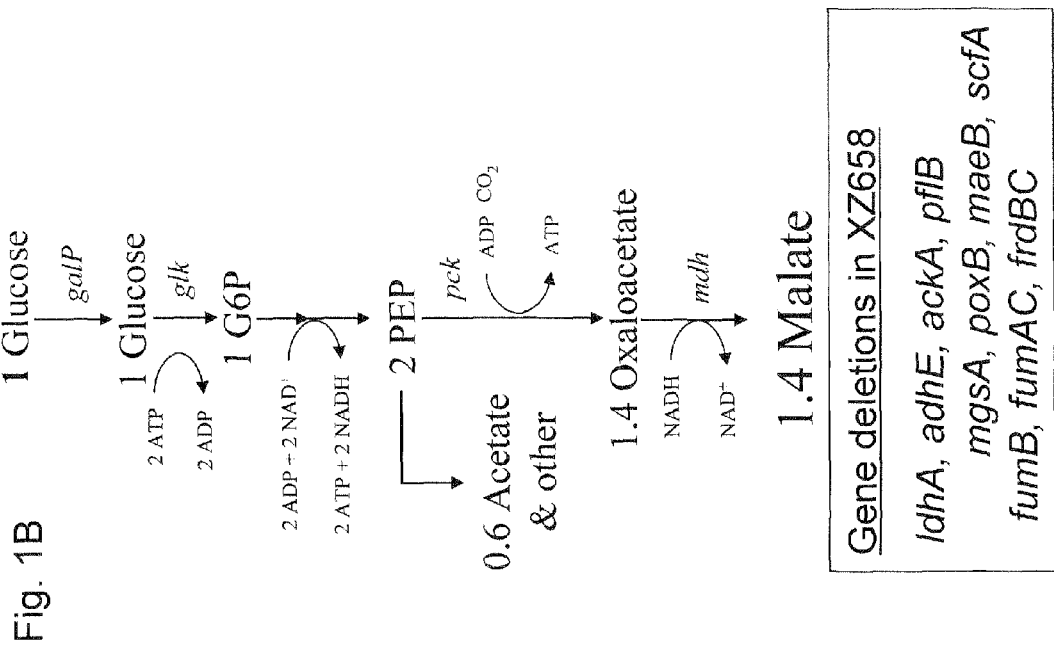 Fig. 1B
1 Glucose
galP
1 Glucose
2 ATP
glk
2 ADP
1 G6P
2 ADP + 2 NAD+
2 ATP + 2 NADH
2 PEP
0.6 Acetate
& other
pck
ADP CO2
ATP
1.4 Oxaloacetate
NADH
mdh
NAD+
1.4 Malate
Gene deletions in XZ658
ldhA, adhE, ackA, pflB
mgsA, poxB, maeB, scfA
fumB, fumAC, frdBC